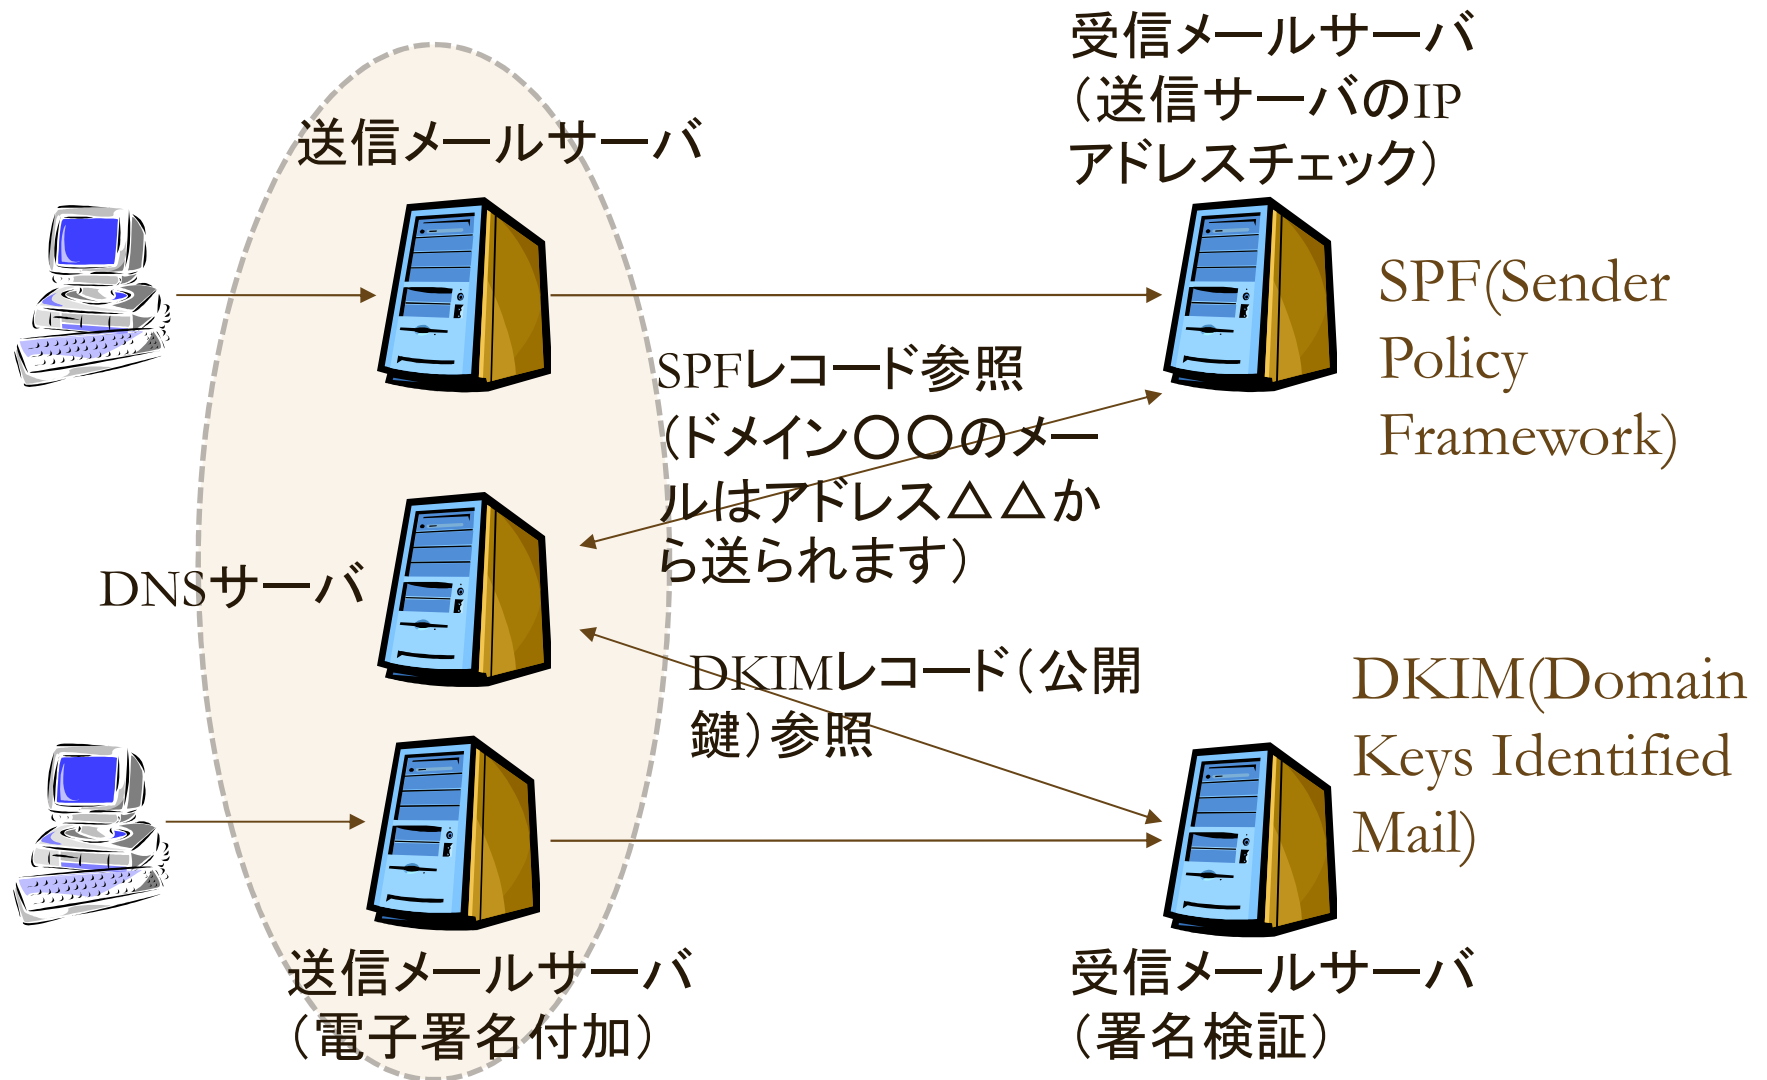 受信メールサーバ
（送信サーバのIP
アドレスチェック）
送信メールサーバ
SPF(Sender
Policy
Framework)
SPFレコード参照
（ドメイン〇〇のメー
ルはアドレス△△か
ら送られます）
DNSサーバ
DKIMレコード（公開
鍵）参照
DKIM(Domain
Keys Identified
Mail)
送信メールサーバ
（電子署名付加）
受信メールサーバ
（署名検証）